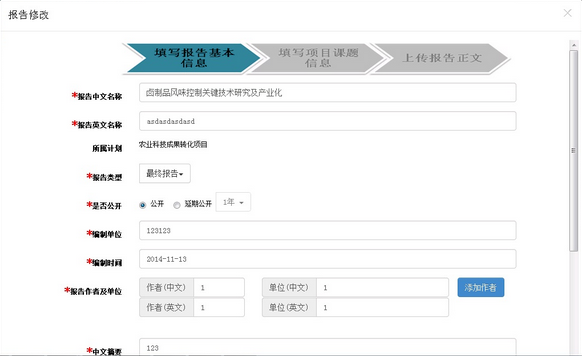 报告修改
填写报告基本
信息
填写项目课题
信息
上传报告正文
*报告中文名称 卤制品风味控制关键技术研究及产业化
*报告英文名称 asdasdasdasd
所属计划 农业科技成果转化项目
*报告类型 最终报告
*是否公开 公开 延期公开 1年
*编制单位 123123
*编制时间 2014-11-13
*报告作者及单位 作者(中文) 1 单位(中文) 1 添加作者
作者(英文) 1 单位(英文) 1
*中文摘要 123